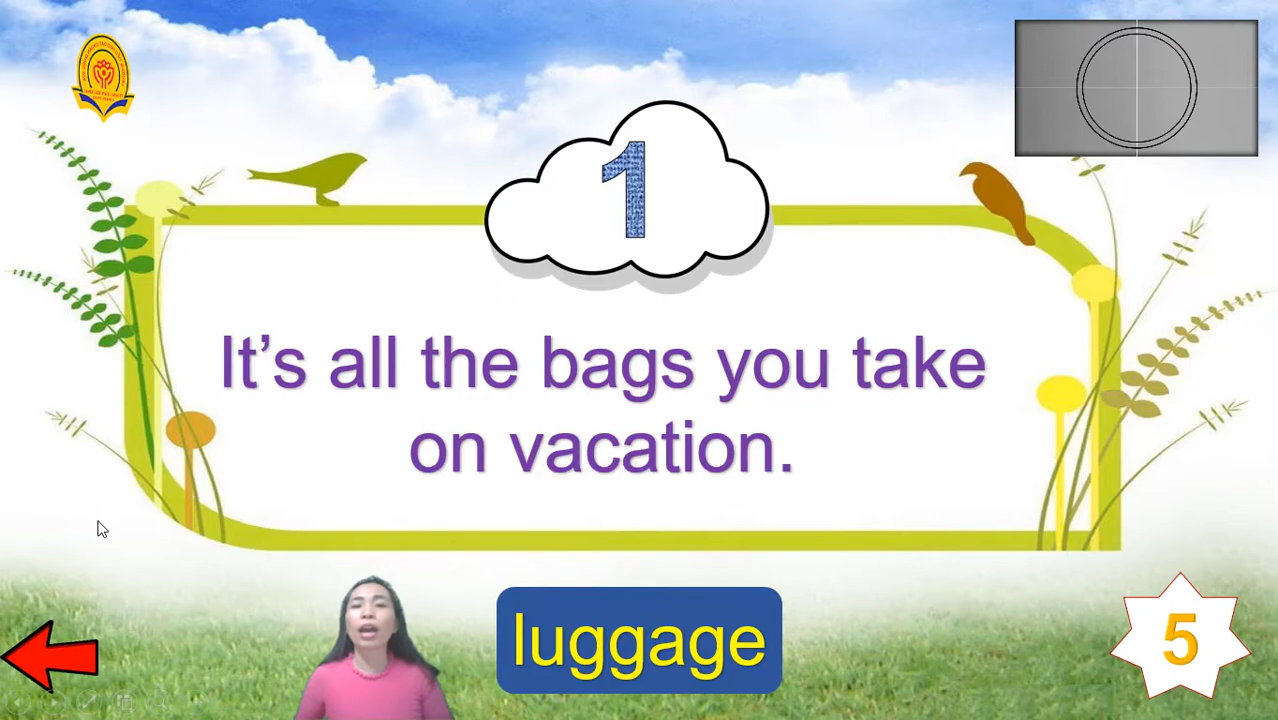 1
It's all the bags you take
on vacation.
luggage
5